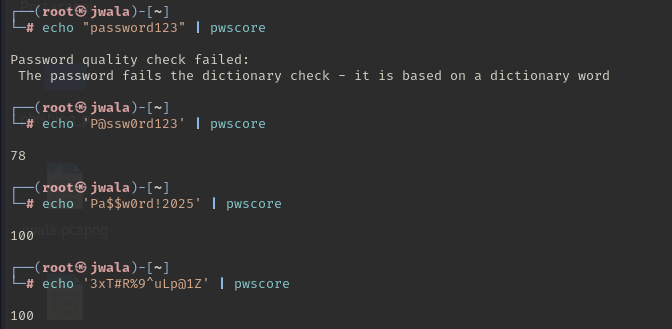 ┌──(root㉿jwala)-[~]
└─# echo "password123" | pwscore
Password quality check failed:
 The password fails the dictionary check - it is based on a dictionary word
┌──(root㉿jwala)-[~]
└─# echo 'P@ssw0rd123' | pwscore
78
┌──(root㉿jwala)-[~]
└─# echo 'Pa$$w0rd!2025' | pwscore
100
ala.pcapng
┌──(root㉿jwala)-[~]
└─# echo '3xT#R%9^uLp@1Z' | pwscore
100